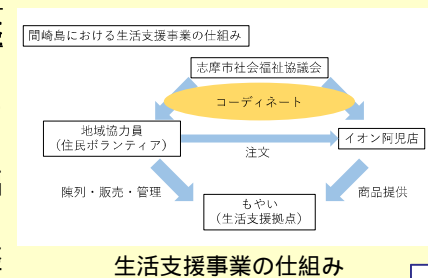 間崎島における生活支援事業の仕組み
志摩市社会福祉協議会
コーディネート
地域協力員
（住民ボランティア）
注文
イオン阿児店
陳列・販売・管理
商品提供
もやい
（生活支援拠点）
生活支援事業の仕組み